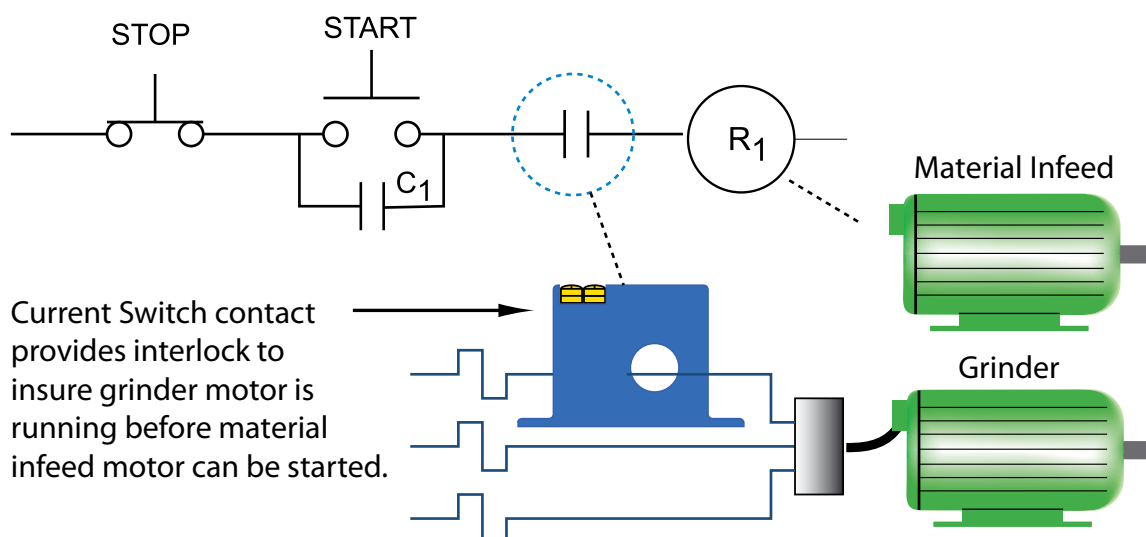 STOP
START
C1
R1
Material Infeed
Current Switch contact
provides interlock to
insure grinder motor is
running before material
infeed motor can be started.
Grinder